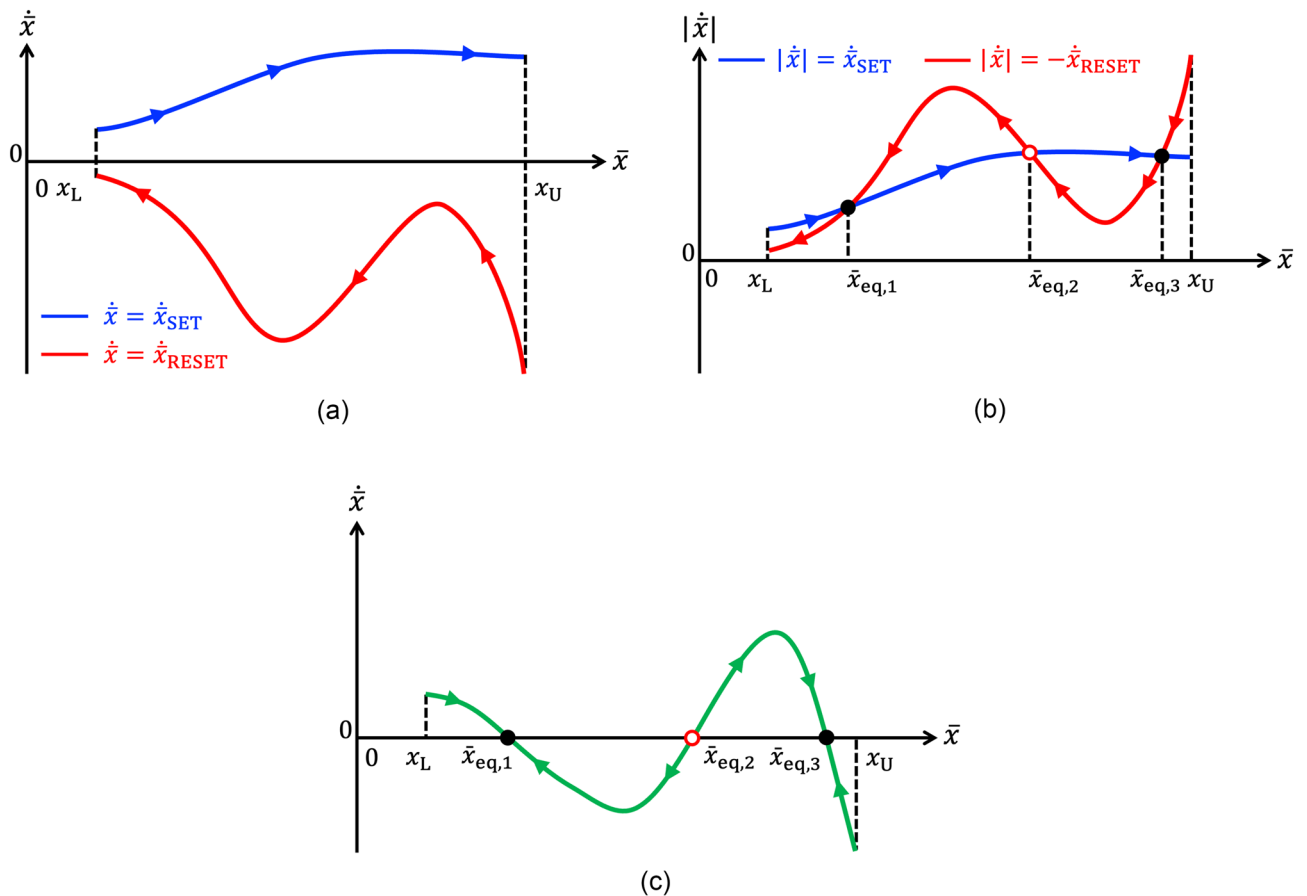 ẋ̄
0
x̄
0 x_L x_U
ẋ̄ = ẋ̄_SET
ẋ̄ = ẋ̄_RESET
(a)
|ẋ̄|
|ẋ̄| = ẋ̄_SET |ẋ̄| = −ẋ̄_RESET
0
x̄
0 x_L x̄_eq,1 x̄_eq,2 x̄_eq,3 x_U
(b)
ẋ̄
0
x̄
0 x_L x̄_eq,1 x̄_eq,2 x̄_eq,3 x_U
(c)